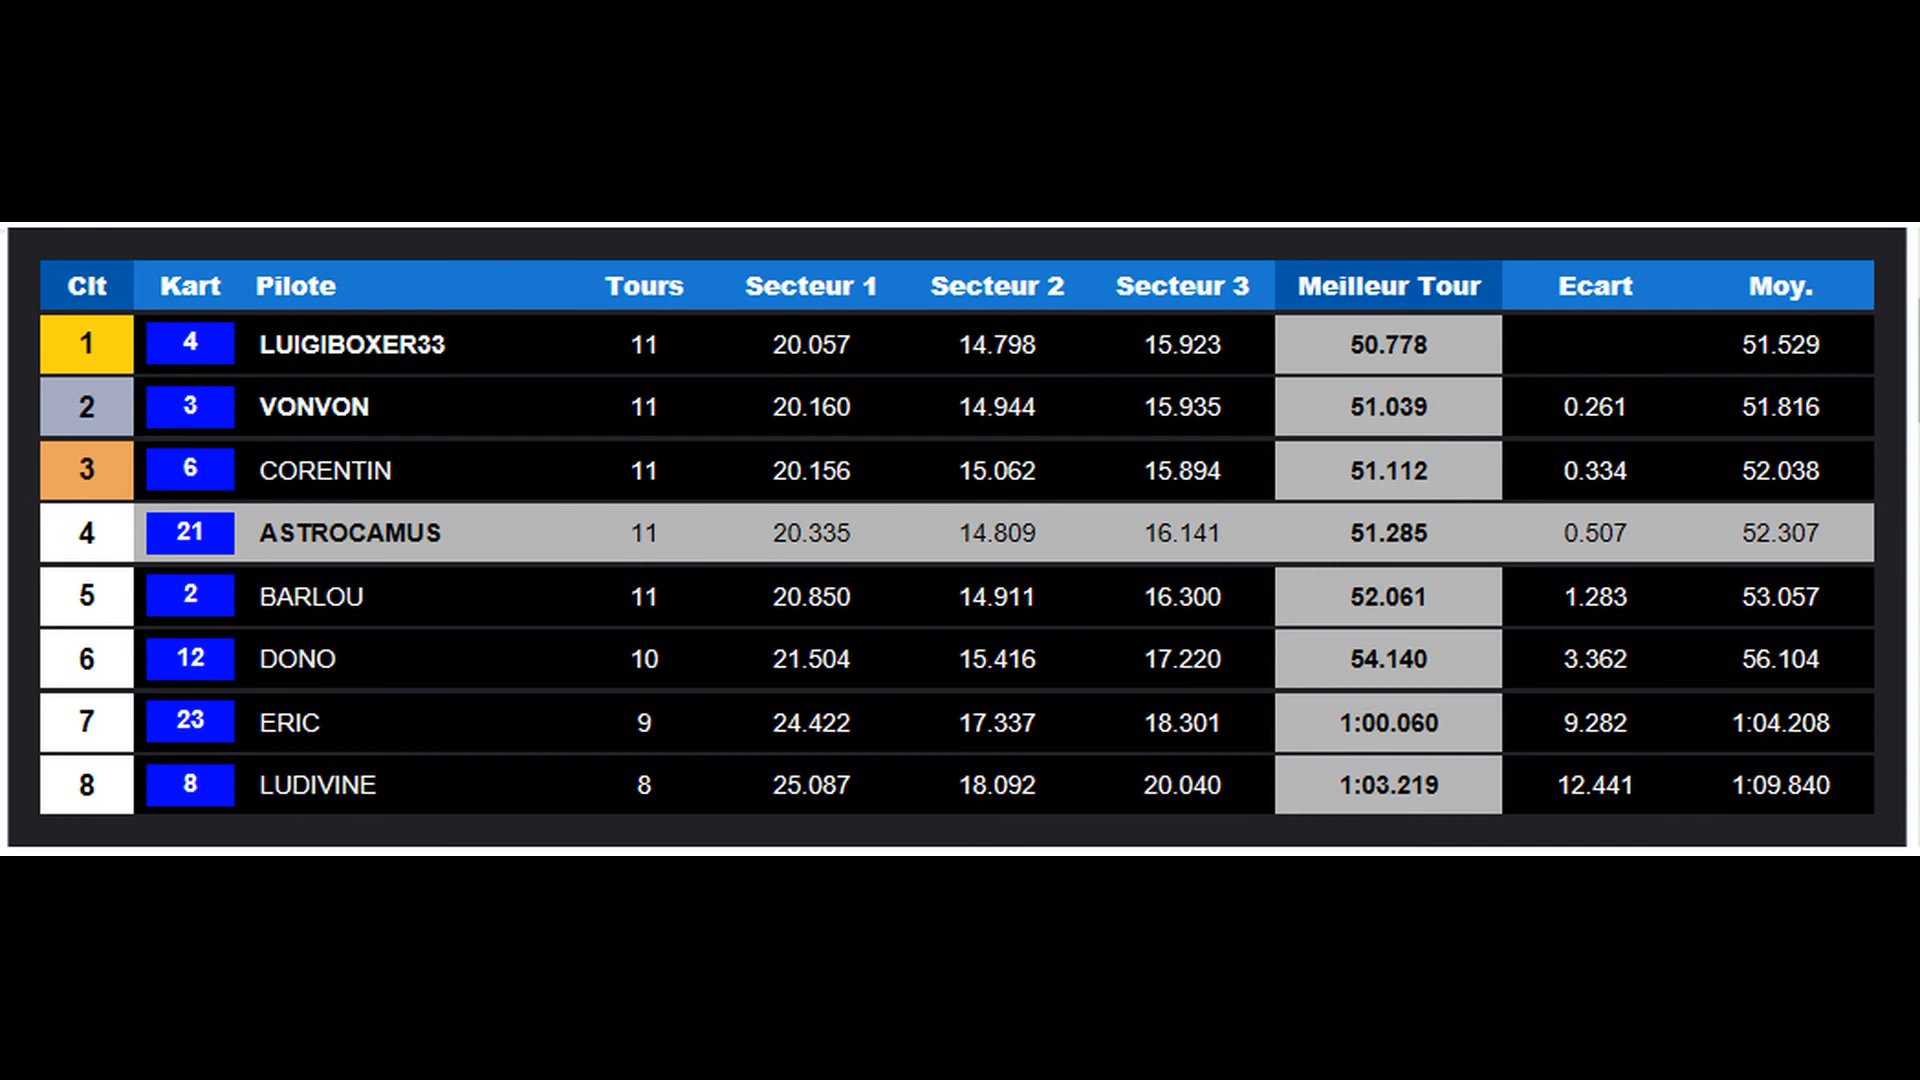 Clt Kart Pilote Tours Secteur 1 Secteur 2 Secteur 3 Meilleur Tour Ecart Moy.
1 4 LUIGIBOXER33 11 20.057 14.798 15.923 50.778 51.529
2 3 VONVON 11 20.160 14.944 15.935 51.039 0.261 51.816
3 6 CORENTIN 11 20.156 15.062 15.894 51.112 0.334 52.038
4 21 ASTROCAMUS 11 20.335 14.809 16.141 51.285 0.507 52.307
5 2 BARLOU 11 20.850 14.911 16.300 52.061 1.283 53.057
6 12 DONO 10 21.504 15.416 17.220 54.140 3.362 56.104
7 23 ERIC 9 24.422 17.337 18.301 1:00.060 9.282 1:04.208
8 8 LUDIVINE 8 25.087 18.092 20.040 1:03.219 12.441 1:09.840